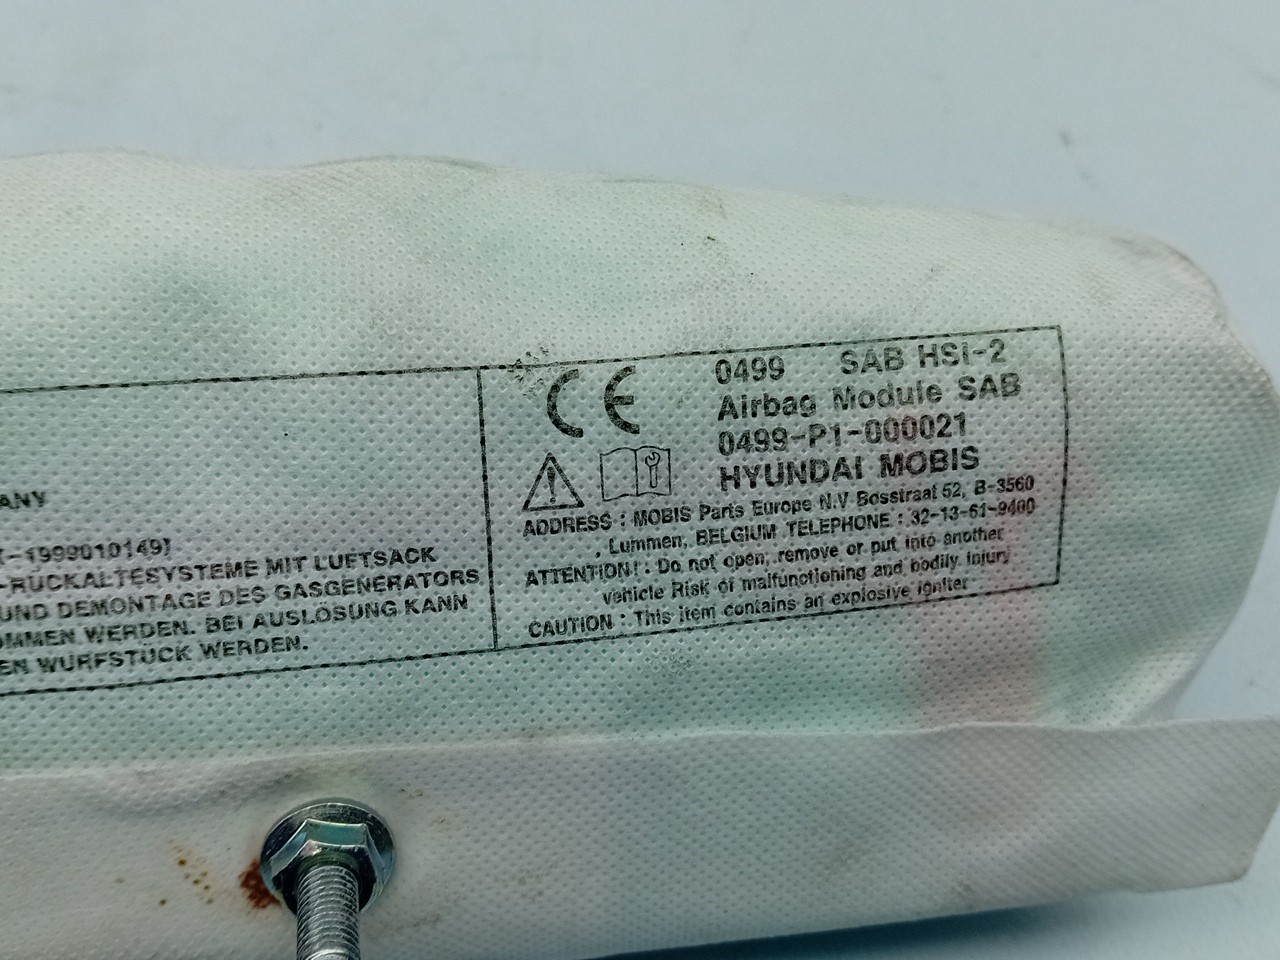 ANY
-1999010149)
-RÜCKALTESYSTEME MIT LUFTSACK
UND DEMONTAGE DES GASGENERATORS
OMMEN WERDEN. BEI AUSLÖSUNG KANN
EN WURFSTÜCK WERDEN.
CE
0499 SAB HSI-2
Airbag Module SAB
0499-P1-000021
HYUNDAI MOBIS
ADDRESS : MOBIS Parts Europe N.V Bosstraat 52, B-3560
, Lummen, BELGIUM TELEPHONE : 32-13-61-9400
ATTENTION! : Do not open, remove or put into another
vehicle Risk of malfunctiohing and bodily injury
CAUTION : This item contains an explosive igniter